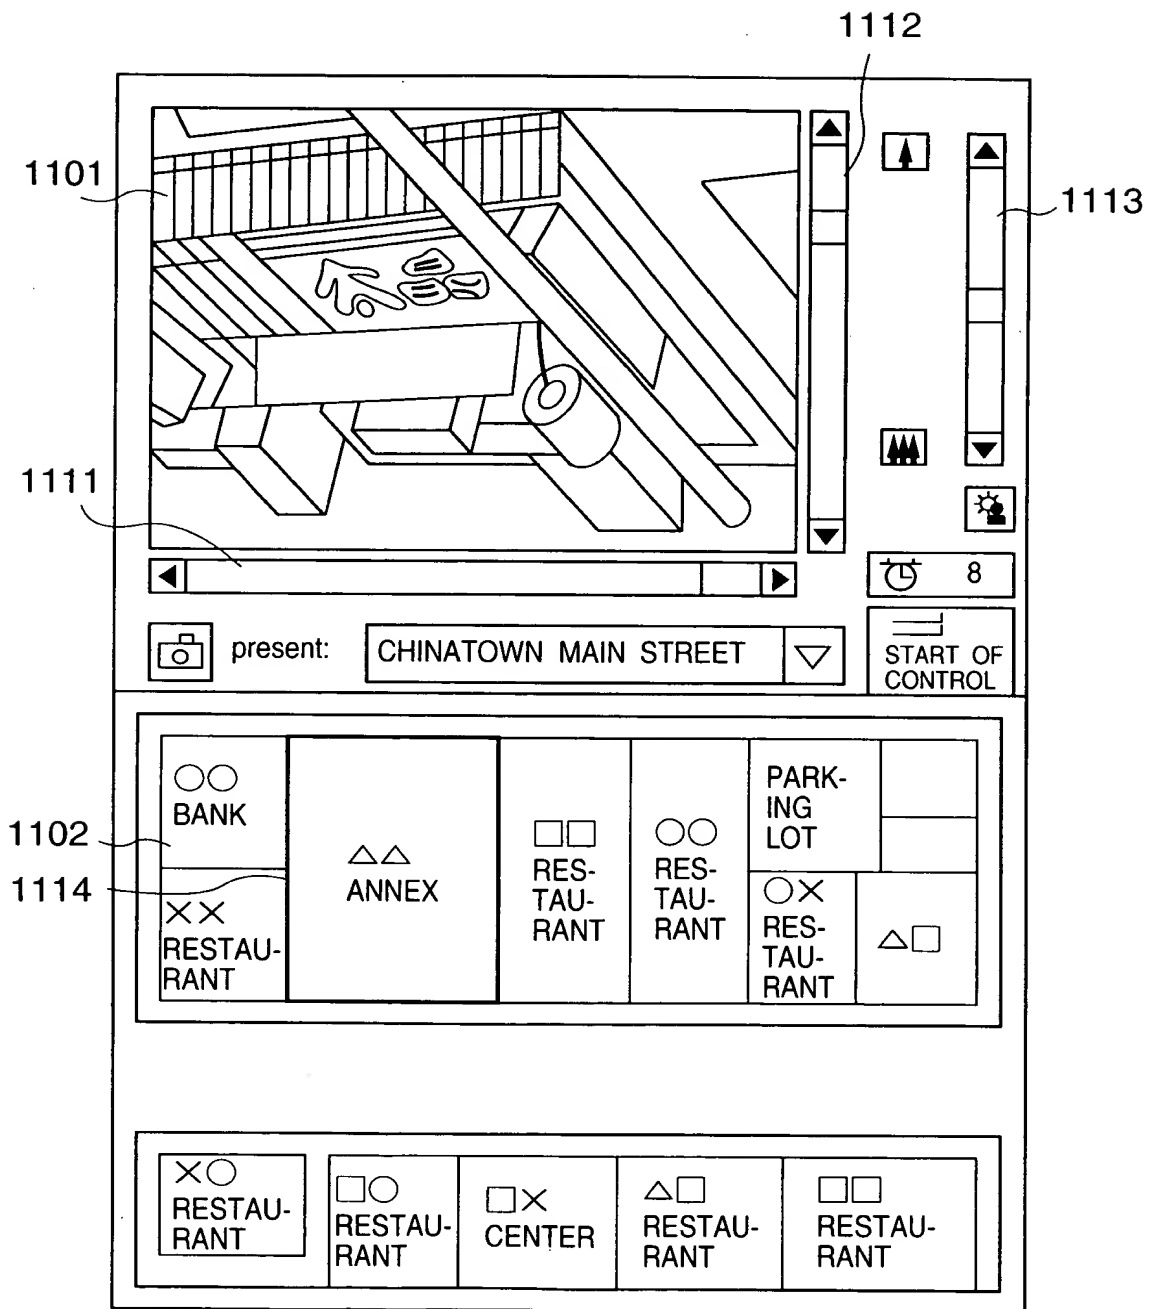 1112
1101
1113
1111
8
present:
CHINATOWN MAIN STREET
START OF
CONTROL
○○
BANK
1102
1114
××
RESTAU-
RANT
△△
ANNEX
□□
RES-
TAU-
RANT
○○
RES-
TAU-
RANT
PARK-
ING
LOT
○×
RES-
TAU-
RANT
△□
×○
RESTAU-
RANT
□○
RESTAU-
RANT
□×
CENTER
△□
RESTAU-
RANT
□□
RESTAU-
RANT